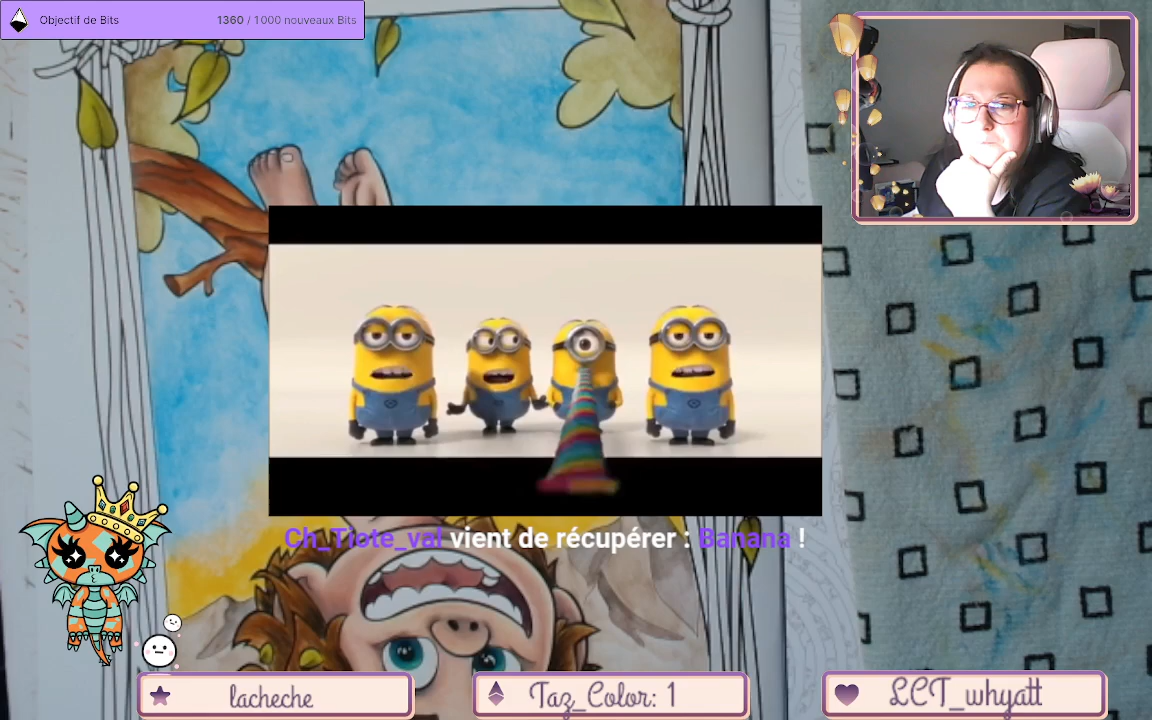 Objectif de Bits 1360 / 1000 nouveaux Bits
Ch_Tiote_val vient de récupérer : Banana !
lacheche
Taz_Color: 1
LCT_whyatt